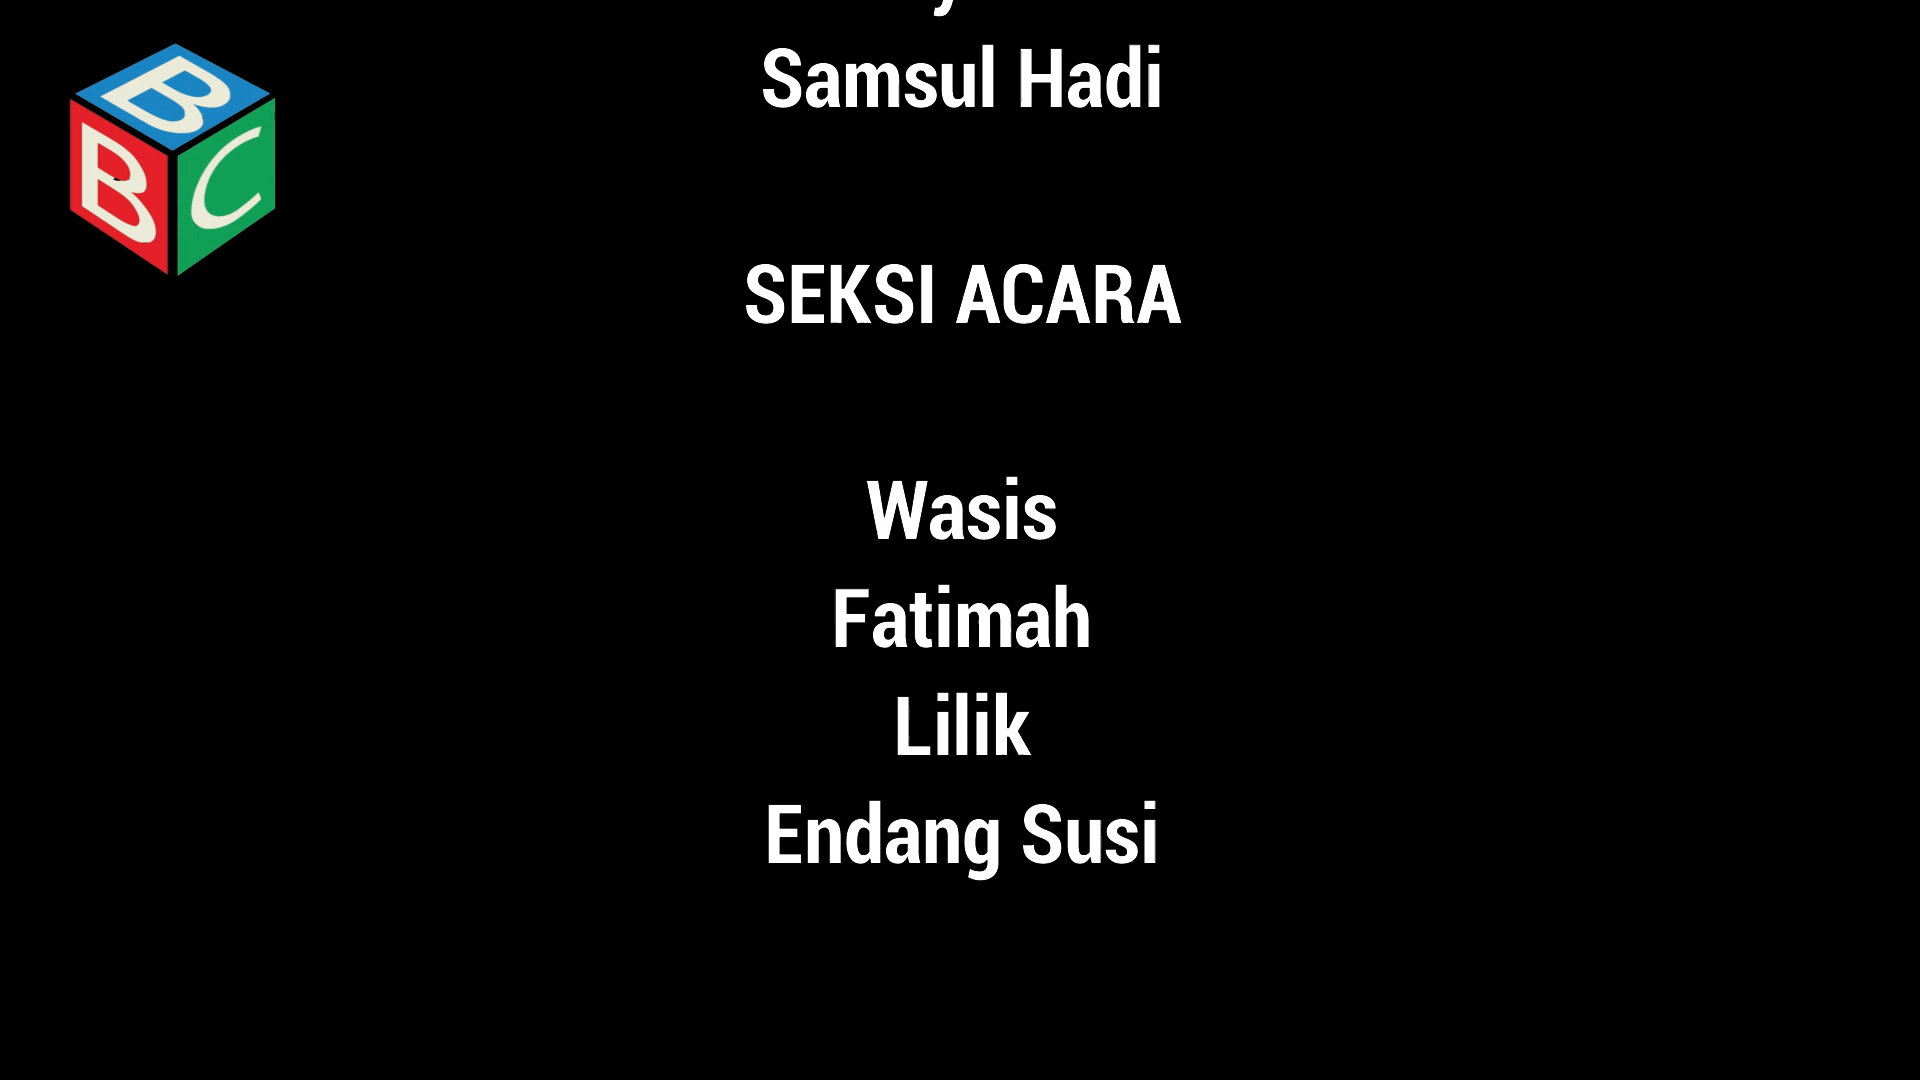 B
B C
Samsul Hadi
SEKSI ACARA
Wasis
Fatimah
Lilik
Endang Susi